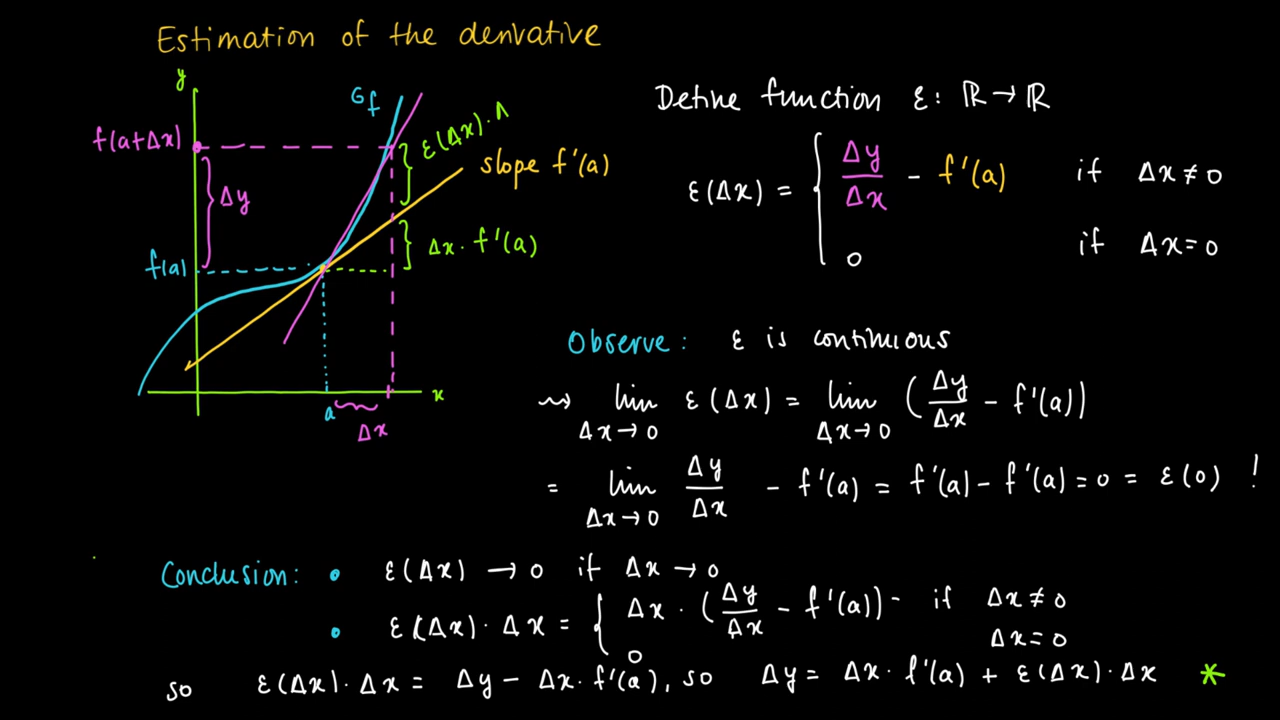 Estimation of the derivative
y
G_f
f(a+Δx)
ε(Δx)·Δ
slope f'(a)
Δy
Δx · f'(a)
f(a)
x
a
Δx
Define function ε: ℝ → ℝ
ε(Δx) = { Δy/Δx - f'(a) if Δx ≠ 0
0 if Δx = 0
Observe: ε is continuous
⇝ lim_{Δx→0} ε(Δx) = lim_{Δx→0} (Δy/Δx - f'(a))
= lim_{Δx→0} Δy/Δx - f'(a) = f'(a) - f'(a) = 0 = ε(0) !
Conclusion: • ε(Δx) → 0 if Δx → 0
• ε(Δx) · Δx = { Δx · (Δy/Δx - f'(a)) - if Δx ≠ 0
0 Δx = 0
so ε(Δx) · Δx = Δy - Δx · f'(a), so Δy = Δx · f'(a) + ε(Δx) · Δx *